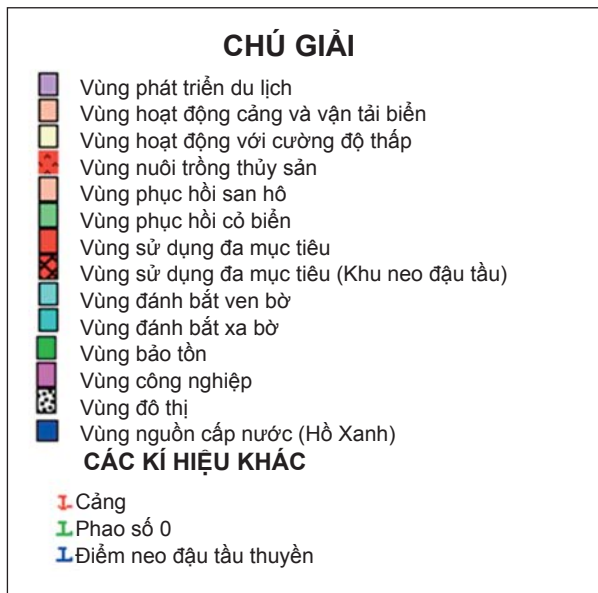 CHÚ GIẢI
Vùng phát triển du lịch
Vùng hoạt động cảng và vận tải biển
Vùng hoạt động với cường độ thấp
Vùng nuôi trồng thủy sản
Vùng phục hồi san hô
Vùng phục hồi cỏ biển
Vùng sử dụng đa mục tiêu
Vùng sử dụng đa mục tiêu (Khu neo đậu tầu)
Vùng đánh bắt ven bờ
Vùng đánh bắt xa bờ
Vùng bảo tồn
Vùng công nghiệp
Vùng đô thị
Vùng nguồn cấp nước (Hồ Xanh)
CÁC KÍ HIỆU KHÁC
Cảng
Phao số 0
Điểm neo đậu tầu thuyền